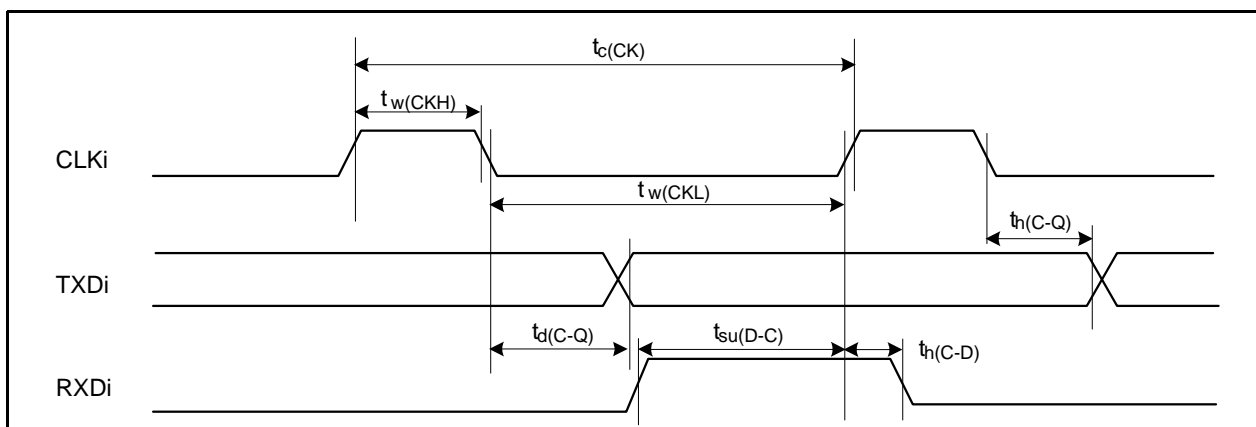 tc(CK)
tw(CKH)
CLKi
tw(CKL)
th(C-Q)
TXDi
td(C-Q)
tsu(D-C)
th(C-D)
RXDi